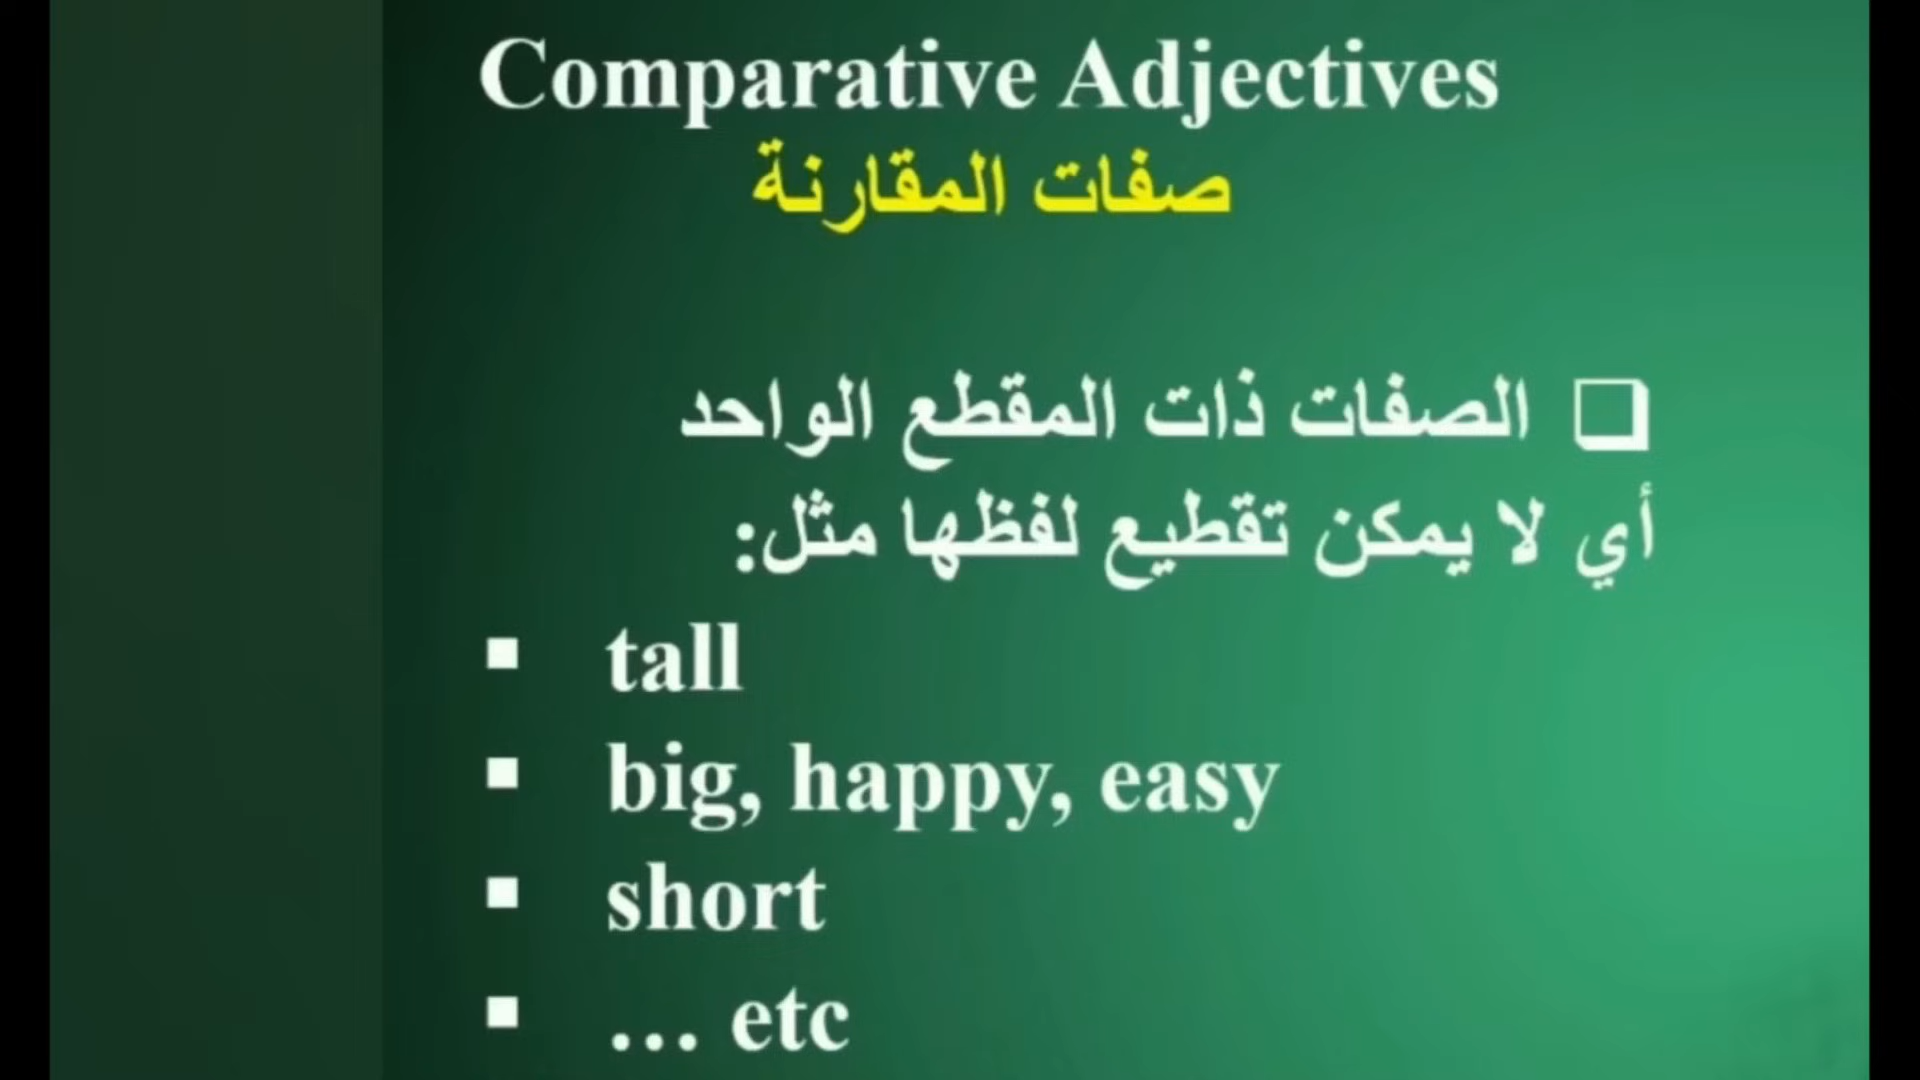 Comparative Adjectives
صفات المقارنة
❑ الصفات ذات المقطع الواحد
أي لا يمكن تقطيع لفظها مثل:
▪ tall
▪ big, happy, easy
▪ short
▪ … etc